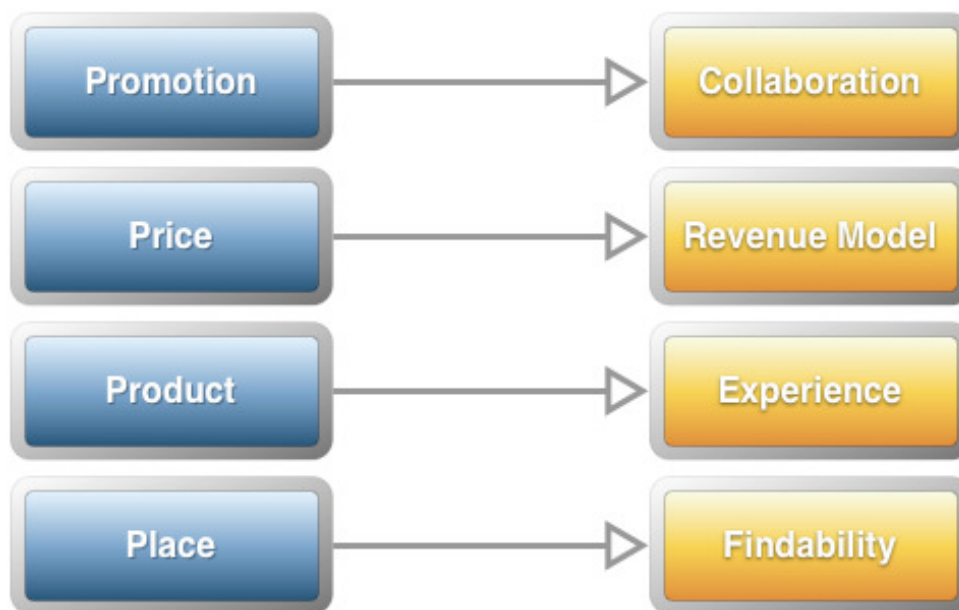 Promotion Collaboration
Price Revenue Model
Product Experience
Place Findability